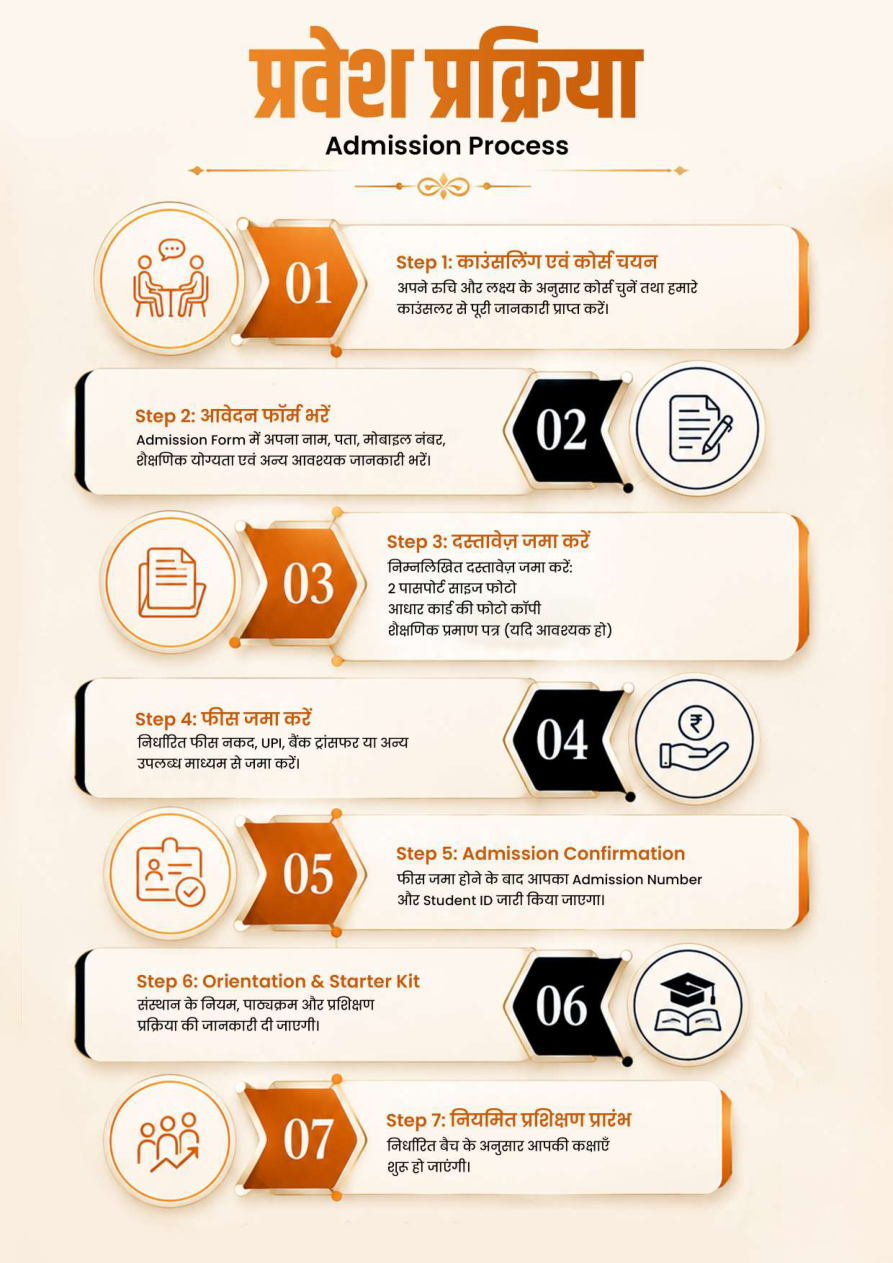 प्रवेश प्रक्रिया
Admission Process
01
Step 1: काउंसलिंग एवं कोर्स चयन
अपने रुचि और लक्ष्य के अनुसार कोर्स चुनें तथा हमारे
काउंसलर से पूरी जानकारी प्राप्त करें।
Step 2: आवेदन फॉर्म भरें
Admission Form में अपना नाम, पता, मोबाइल नंबर,
शैक्षणिक योग्यता एवं अन्य आवश्यक जानकारी भरें।
02
03
Step 3: दस्तावेज़ जमा करें
निम्नलिखित दस्तावेज़ जमा करें:
2 पासपोर्ट साइज फोटो
आधार कार्ड की फोटो कॉपी
शैक्षणिक प्रमाण पत्र (यदि आवश्यक हो)
Step 4: फीस जमा करें
निर्धारित फीस नकद, UPI, बैंक ट्रांसफर या अन्य
उपलब्ध माध्यम से जमा करें।
04
₹
05
Step 5: Admission Confirmation
फीस जमा होने के बाद आपका Admission Number
और Student ID जारी किया जाएगा।
Step 6: Orientation & Starter Kit
संस्थान के नियम, पाठ्यक्रम और प्रशिक्षण
प्रक्रिया की जानकारी दी जाएगी।
06
07
Step 7: नियमित प्रशिक्षण प्रारंभ
निर्धारित बैच के अनुसार आपकी कक्षाएँ
शुरू हो जाएंगी।